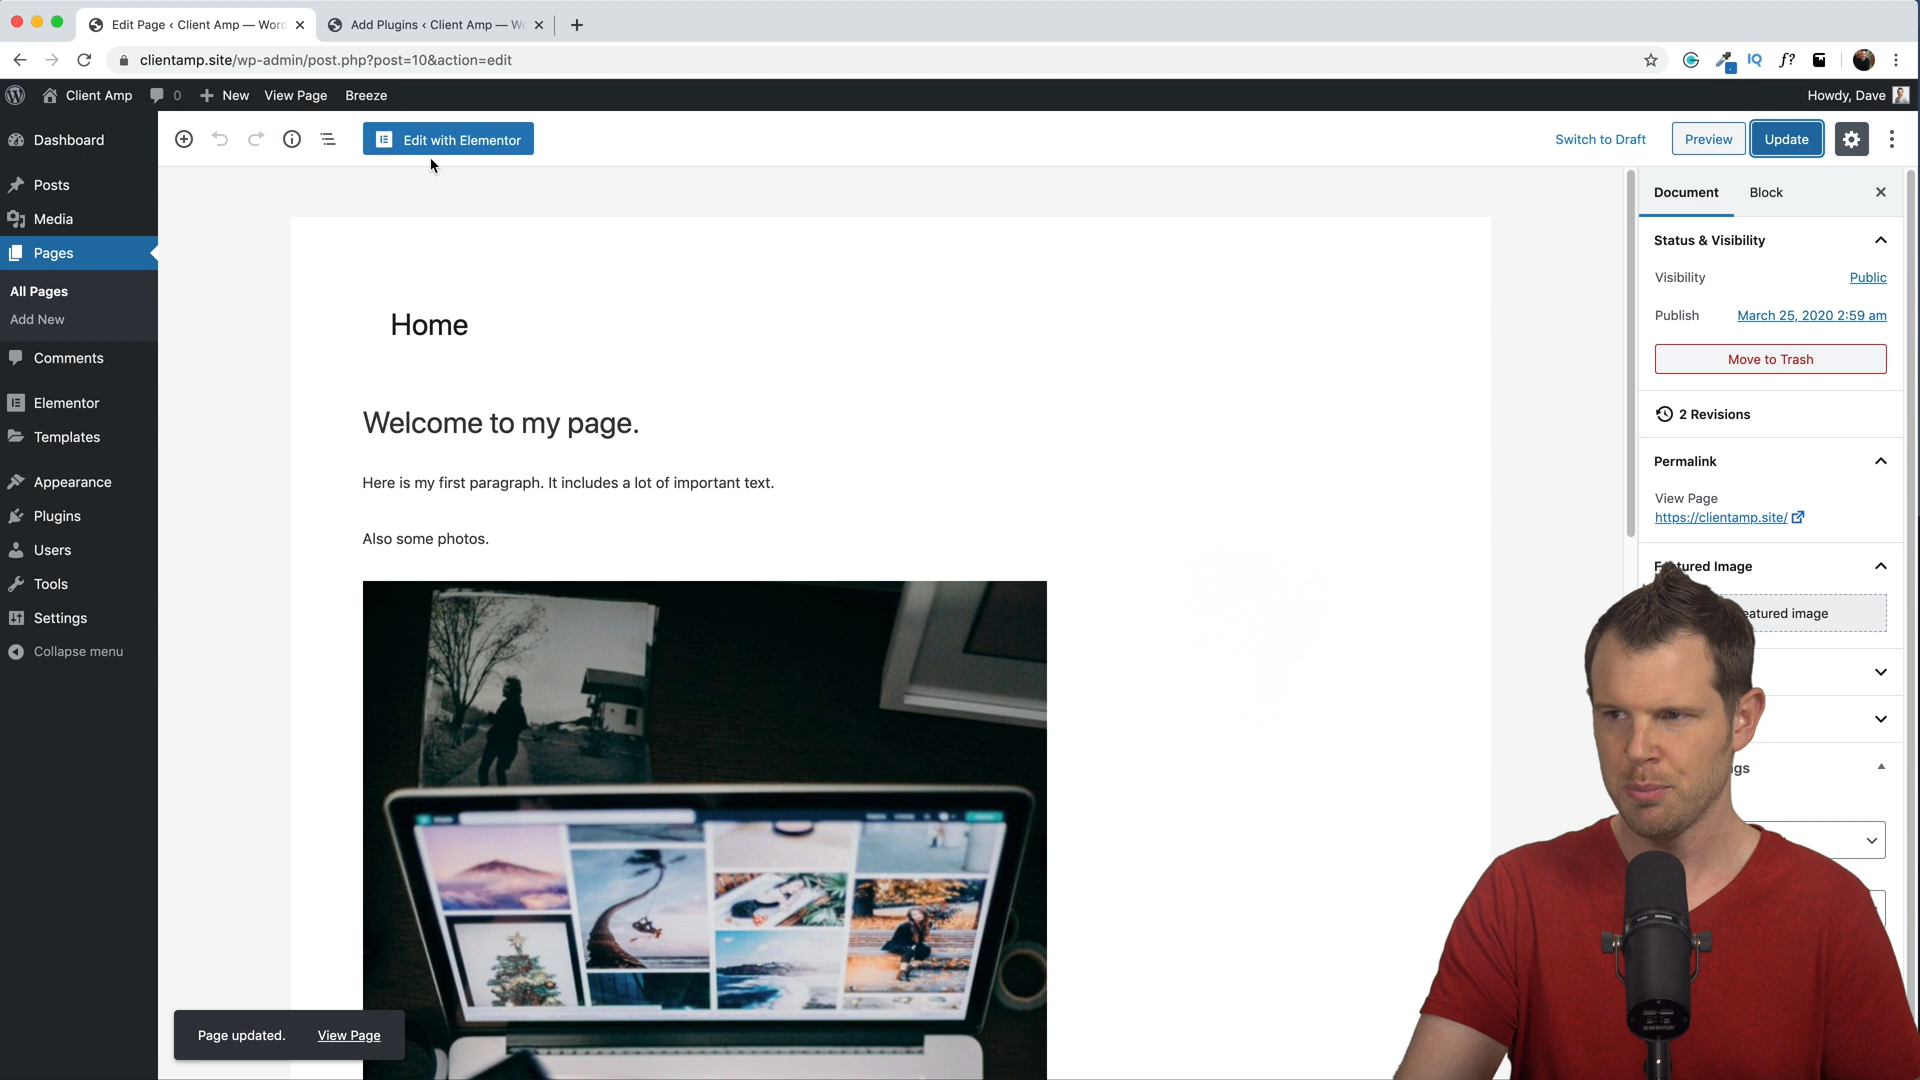 Edit Page ‹ Client Amp — Word
Add Plugins ‹ Client Amp — Wo
clientamp.site/wp-admin/post.php?post=10&action=edit
IQ
f?
Client Amp
0
New
View Page
Breeze
Howdy, Dave
Dashboard
Posts
Media
Pages
All Pages
Add New
Comments
Elementor
Templates
Appearance
Plugins
Users
Tools
Settings
Collapse menu
Edit with Elementor
Switch to Draft
Preview
Update
Home
Welcome to my page.
Here is my first paragraph. It includes a lot of important text.
Also some photos.
Page updated.
View Page
Document
Block
Status & Visibility
Visibility
Public
Publish
March 25, 2020 2:59 am
Move to Trash
2 Revisions
Permalink
View Page
https://clientamp.site/
Featured Image
eatured image
ngs
SHURE